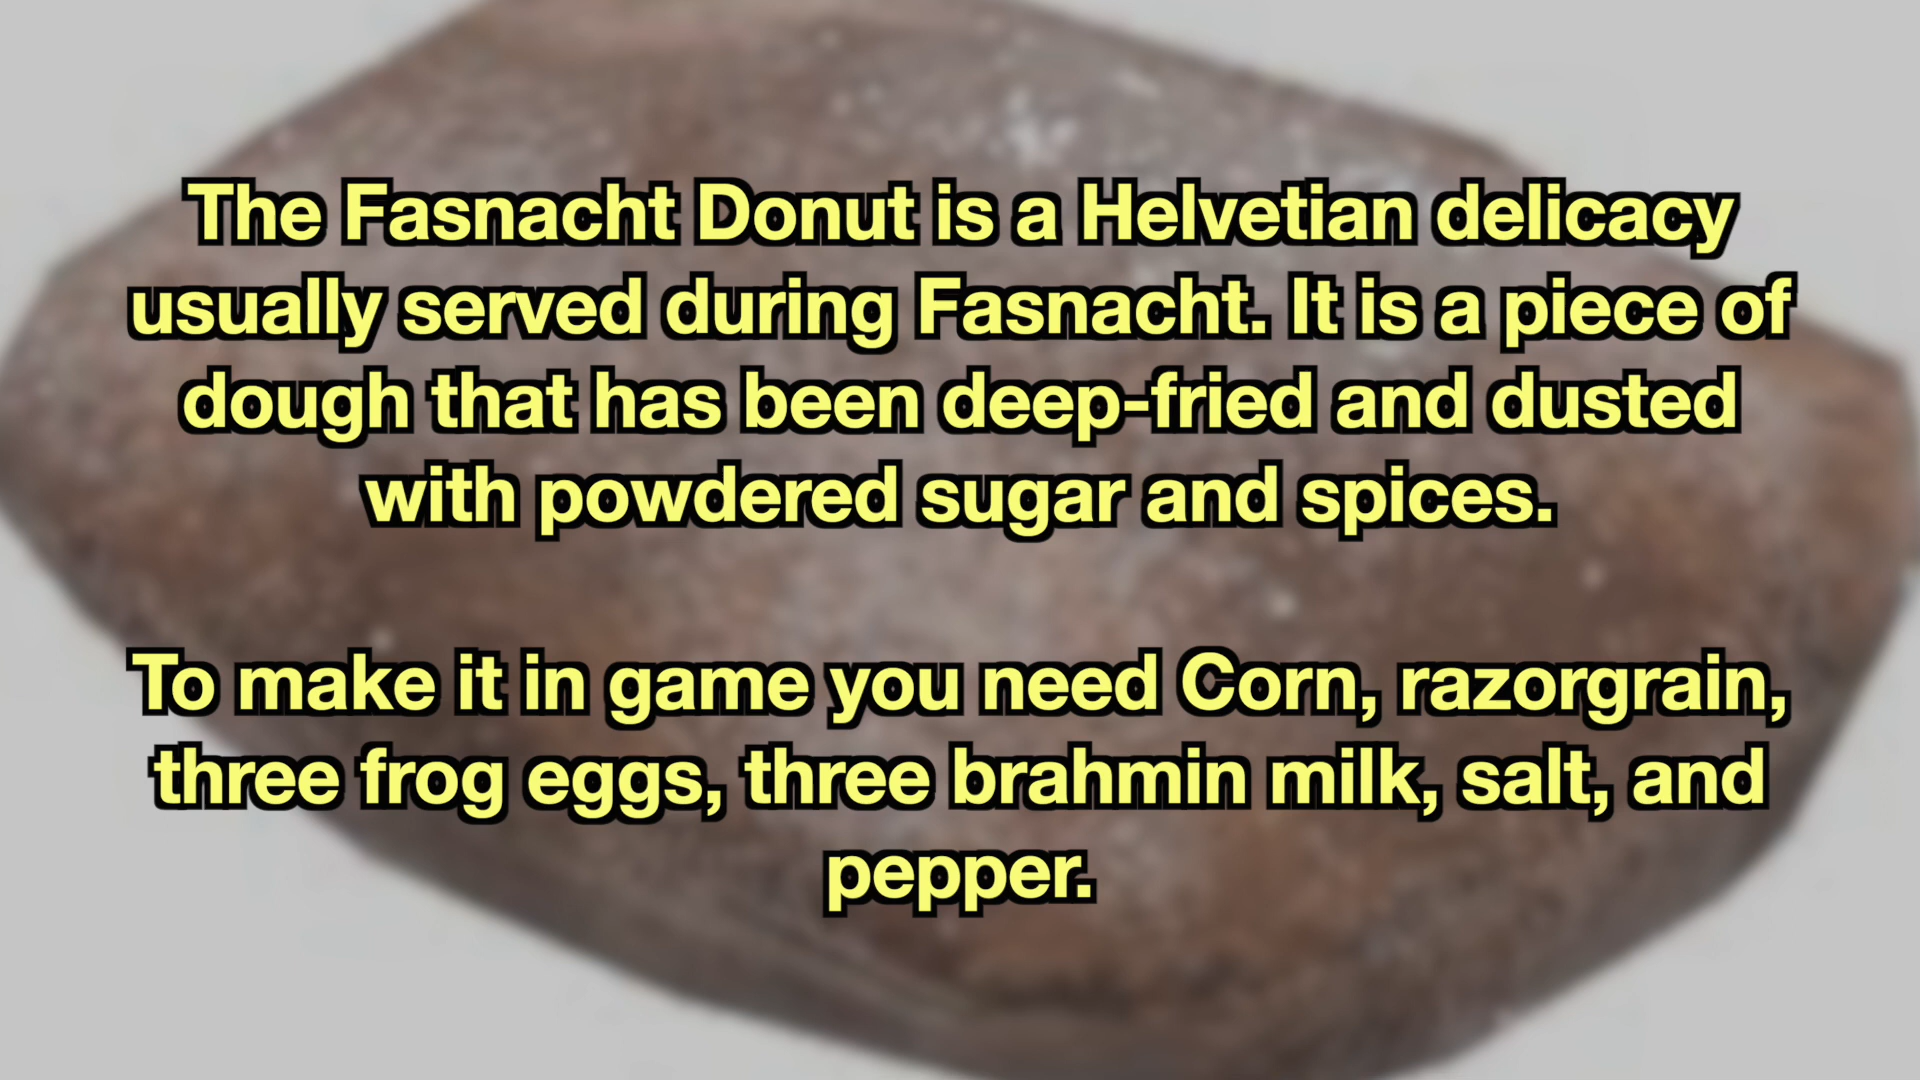 The Fasnacht Donut is a Helvetian delicacy
usually served during Fasnacht. It is a piece of
dough that has been deep-fried and dusted
with powdered sugar and spices.
To make it in game you need Corn, razorgrain,
three frog eggs, three brahmin milk, salt, and
pepper.